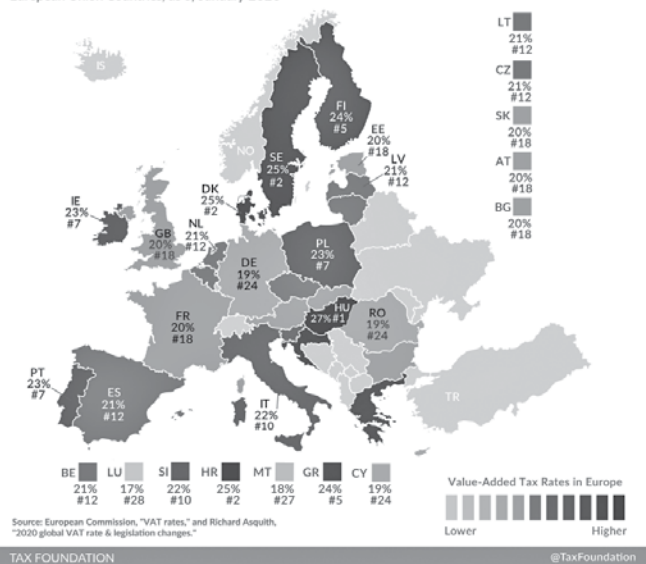 IS
NO
FI
24%
#5
SE
25%
#2
EE
20%
#18
LV
21%
#12
DK
25%
#2
IE
23%
#7
GB
20%
#18
NL
21%
#12
PL
23%
#7
DE
19%
#24
FR
20%
#18
HU
27% #1
RO
19%
#24
PT
23%
#7
ES
21%
#12
IT
22%
#10
TR
LT
21%
#12
CZ
21%
#12
SK
20%
#18
AT
20%
#18
BG
20%
#18
BE LU SI HR MT GR CY
21% 17% 22% 25% 18% 24% 19%
#12 #28 #10 #2 #27 #5 #24
Value-Added Tax Rates in Europe
Lower Higher
Source: European Commission, "VAT rates," and Richard Asquith,
"2020 global VAT rate & legislation changes."
TAX FOUNDATION @TaxFoundation